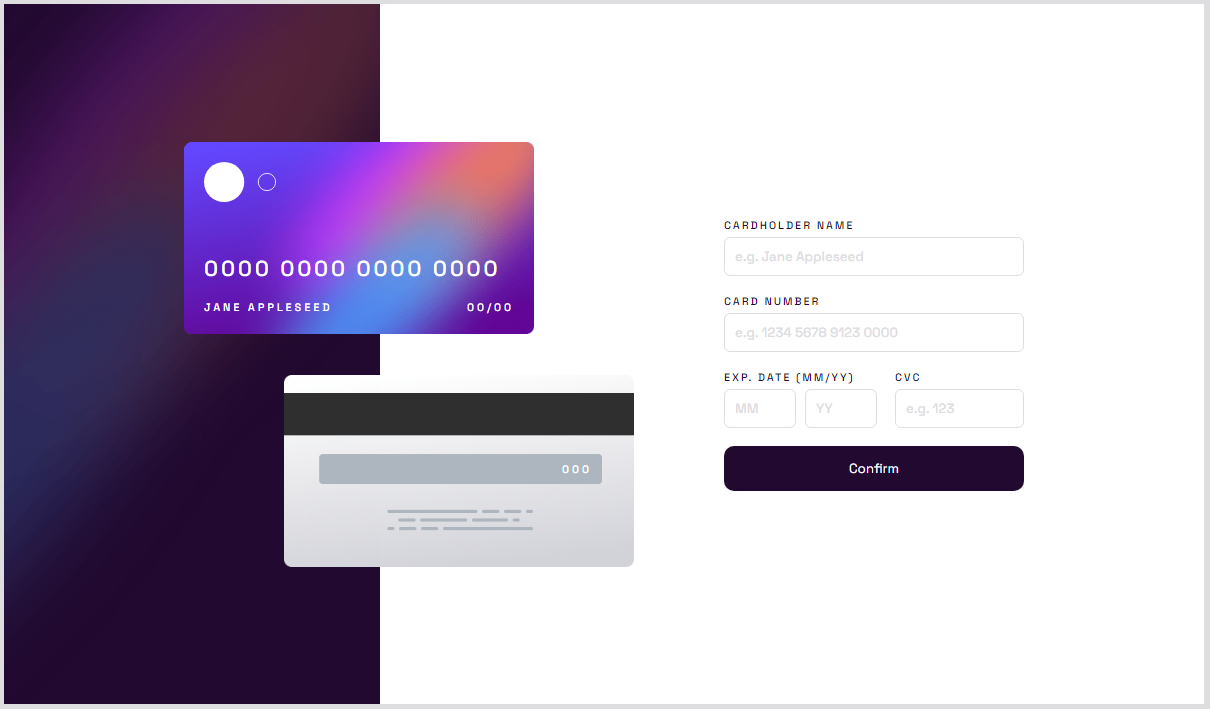 0000 0000 0000 0000
JANE APPLESEED 00/00
000
CARDHOLDER NAME
e.g. Jane Appleseed
CARD NUMBER
e.g. 1234 5678 9123 0000
EXP. DATE (MM/YY) CVC
MM YY e.g. 123
Confirm